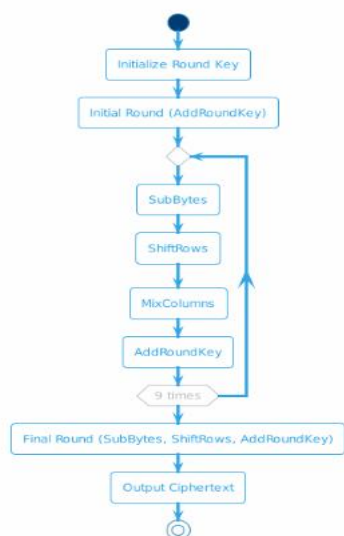 Initialize Round Key
Initial Round (AddRoundKey)
SubBytes
ShiftRows
MixColumns
AddRoundKey
9 times
Final Round (SubBytes, ShiftRows, AddRoundKey)
Output Ciphertext